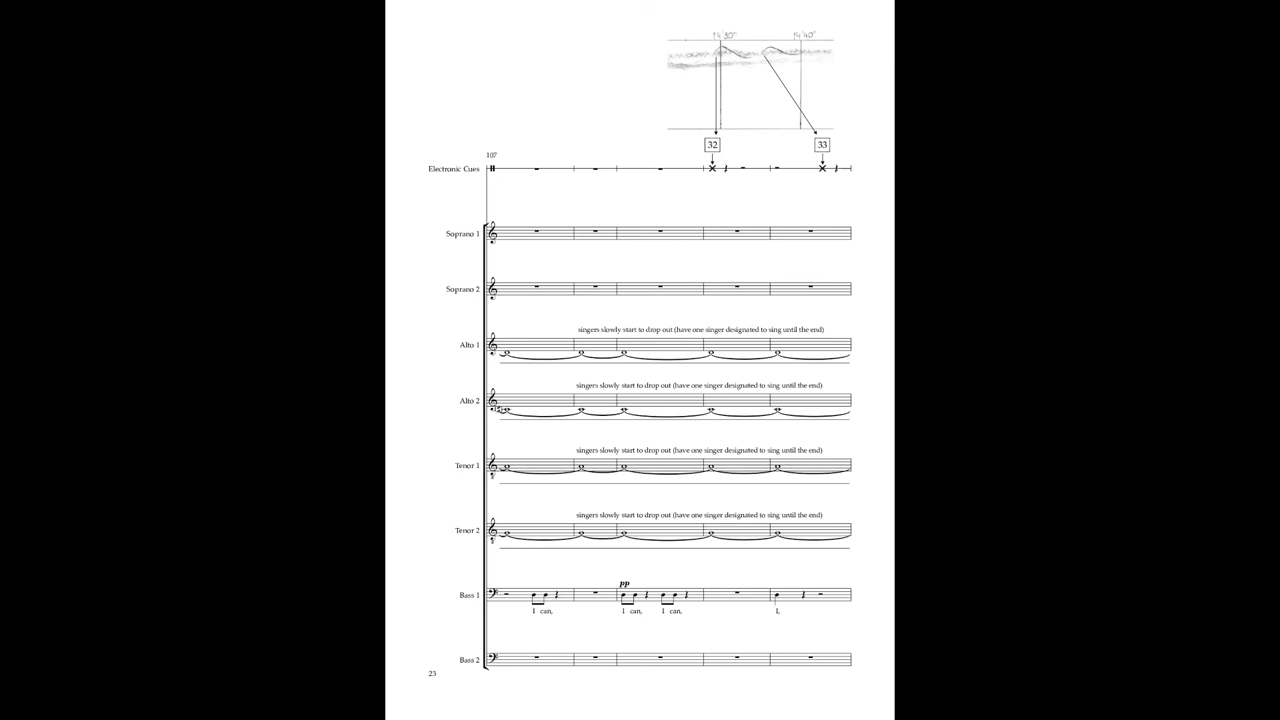 14'30" 14'40"
32 33
107
Electronic Cues
Soprano 1
Soprano 2
singers slowly start to drop out (have one singer designated to sing until the end)
Alto 1
singers slowly start to drop out (have one singer designated to sing until the end)
Alto 2
singers slowly start to drop out (have one singer designated to sing until the end)
Tenor 1
singers slowly start to drop out (have one singer designated to sing until the end)
Tenor 2
pp
Bass 1
I can, I can, I can, I,
Bass 2
23